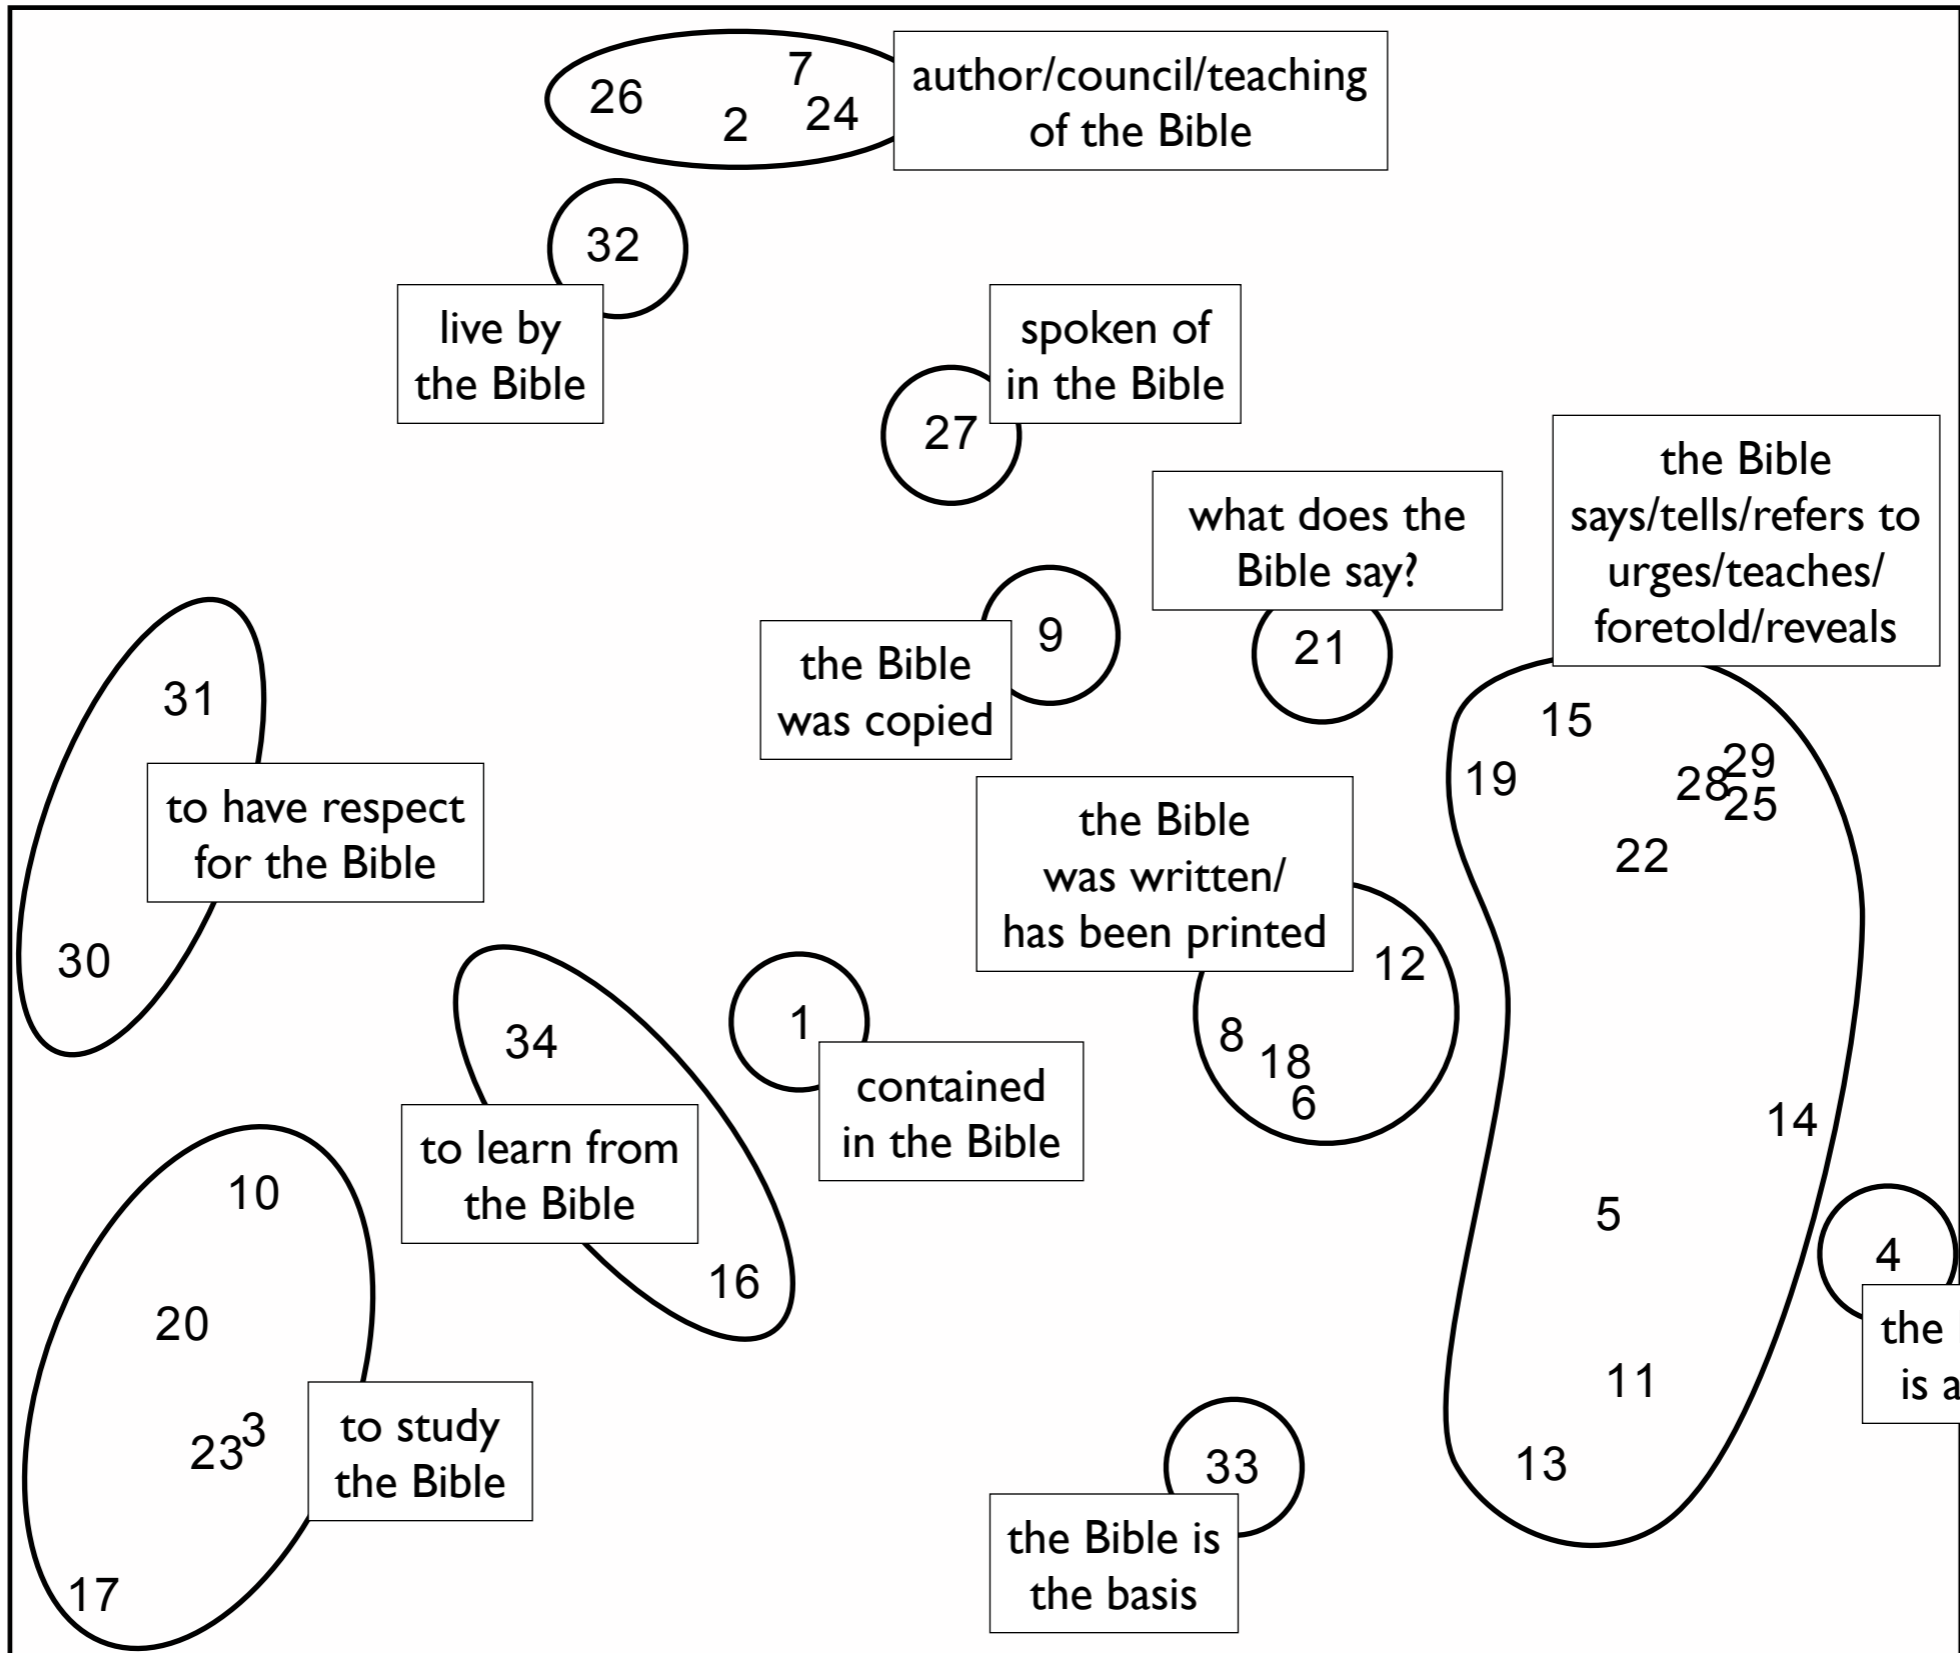 7
26
2
24
author/council/teaching
of the Bible
32
live by
the Bible
spoken of
in the Bible
27
what does the
Bible say?
the Bible
says/tells/refers to
urges/teaches/
foretold/reveals
9
the Bible
was copied
21
31
to have respect
for the Bible
30
15
19
29
28
25
22
the Bible
was written/
has been printed
12
8
18
6
34
to learn from
the Bible
16
1
contained
in the Bible
14
5
4
the
is a
11
13
10
20
3
23
17
to study
the Bible
33
the Bible is
the basis